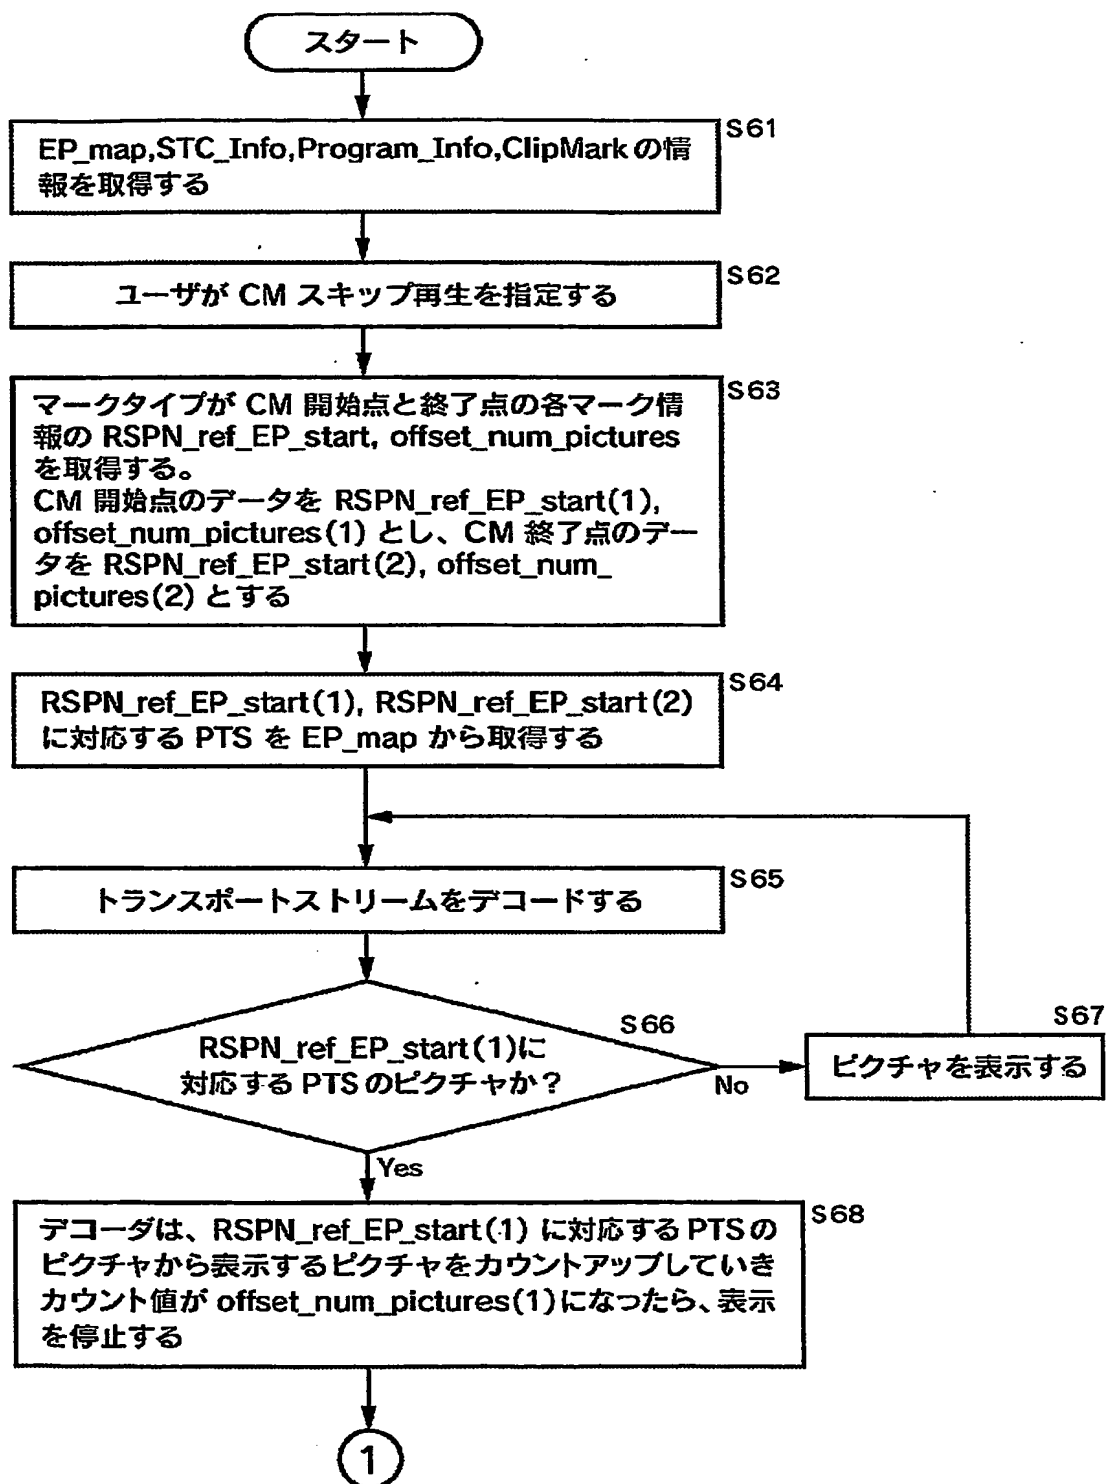 スタート
S61
EP_map,STC_Info,Program_Info,ClipMarkの情
報を取得する
S62
ユーザが CM スキップ再生を指定する
S63
マークタイプが CM 開始点と終了点の各マーク情
報の RSPN_ref_EP_start, offset_num_pictures
を取得する。
CM 開始点のデータを RSPN_ref_EP_start(1),
offset_num_pictures(1) とし、CM 終了点のデー
タを RSPN_ref_EP_start(2), offset_num_
pictures(2) とする
S64
RSPN_ref_EP_start(1), RSPN_ref_EP_start(2)
に対応する PTS を EP_map から取得する
S65
トランスポートストリームをデコードする
S66
RSPN_ref_EP_start(1)に
対応する PTS のピクチャか？
No
S67
ピクチャを表示する
Yes
S68
デコーダは、RSPN_ref_EP_start(1) に対応する PTSの
ピクチャから表示するピクチャをカウントアップしていき
カウント値が offset_num_pictures(1)になったら、表示
を停止する
1